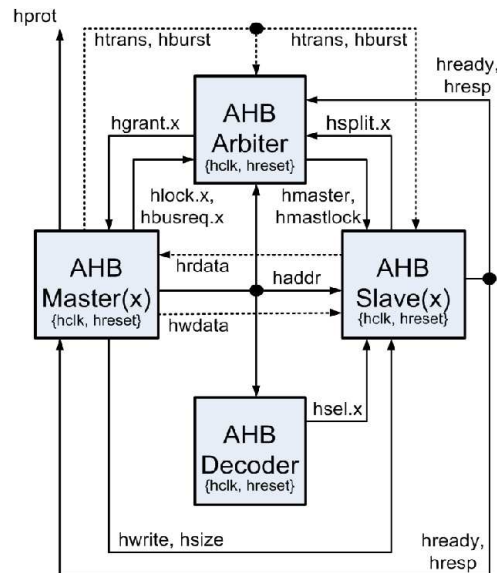 hprot
htrans, hburst
htrans, hburst
hready,
hresp
AHB
Arbiter
{hclk, hreset}
hgrant.x
hsplit.x
hlock.x,
hbusreq.x
hmaster,
hmastlock
AHB
Master(x)
{hclk, hreset}
hrdata
haddr
hwdata
AHB
Slave(x)
{hclk, hreset}
AHB
Decoder
{hclk, hreset}
hsel.x
hwrite, hsize
hready,
hresp